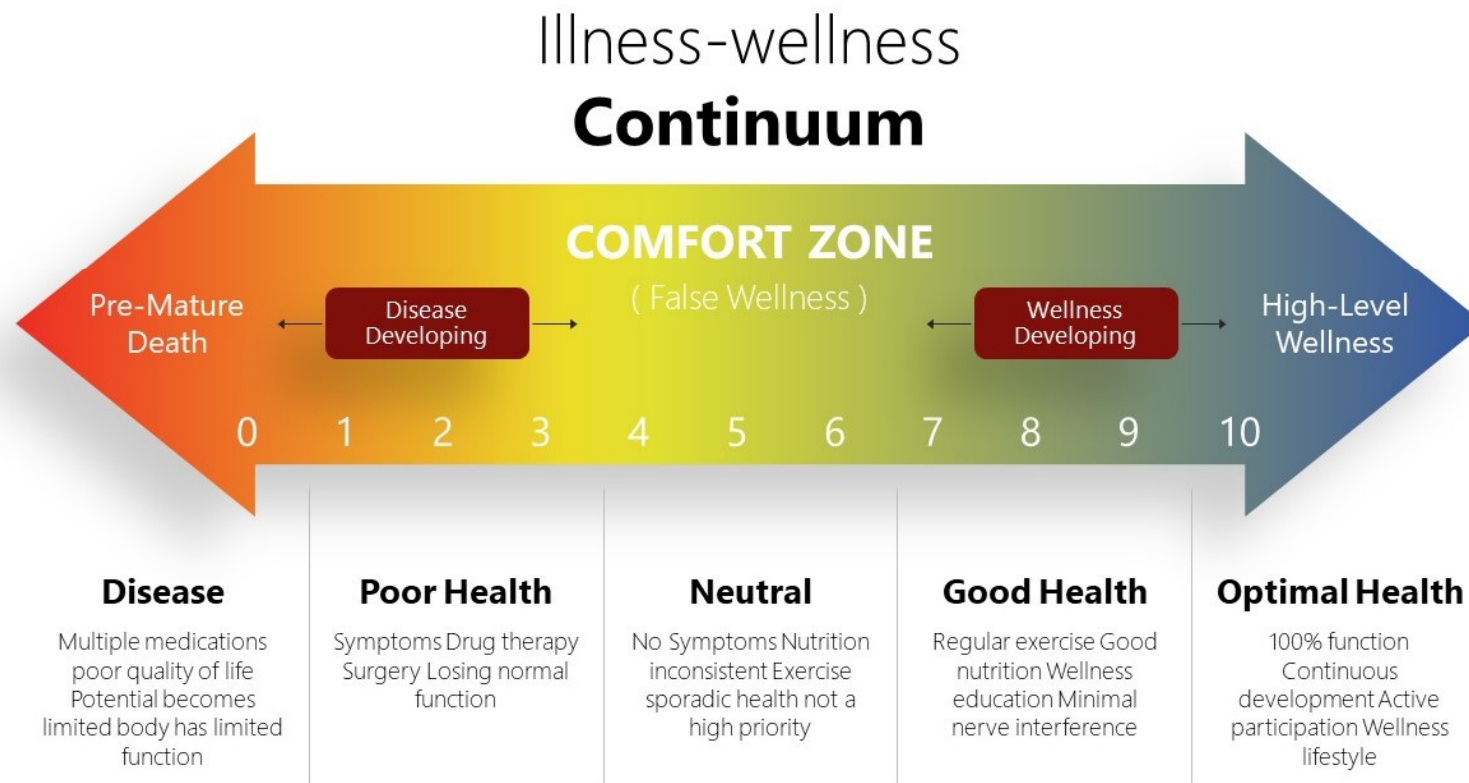 Illness-wellness
Continuum
COMFORT ZONE
( False Wellness )
Pre-Mature
Death
Disease
Developing
Wellness
Developing
High-Level
Wellness
0 1 2 3 4 5 6 7 8 9 10
Disease
Multiple medications
poor quality of life
Potential becomes
limited body has limited
function
Poor Health
Symptoms Drug therapy
Surgery Losing normal
function
Neutral
No Symptoms Nutrition
inconsistent Exercise
sporadic health not a
high priority
Good Health
Regular exercise Good
nutrition Wellness
education Minimal
nerve interference
Optimal Health
100% function
Continuous
development Active
participation Wellness
lifestyle